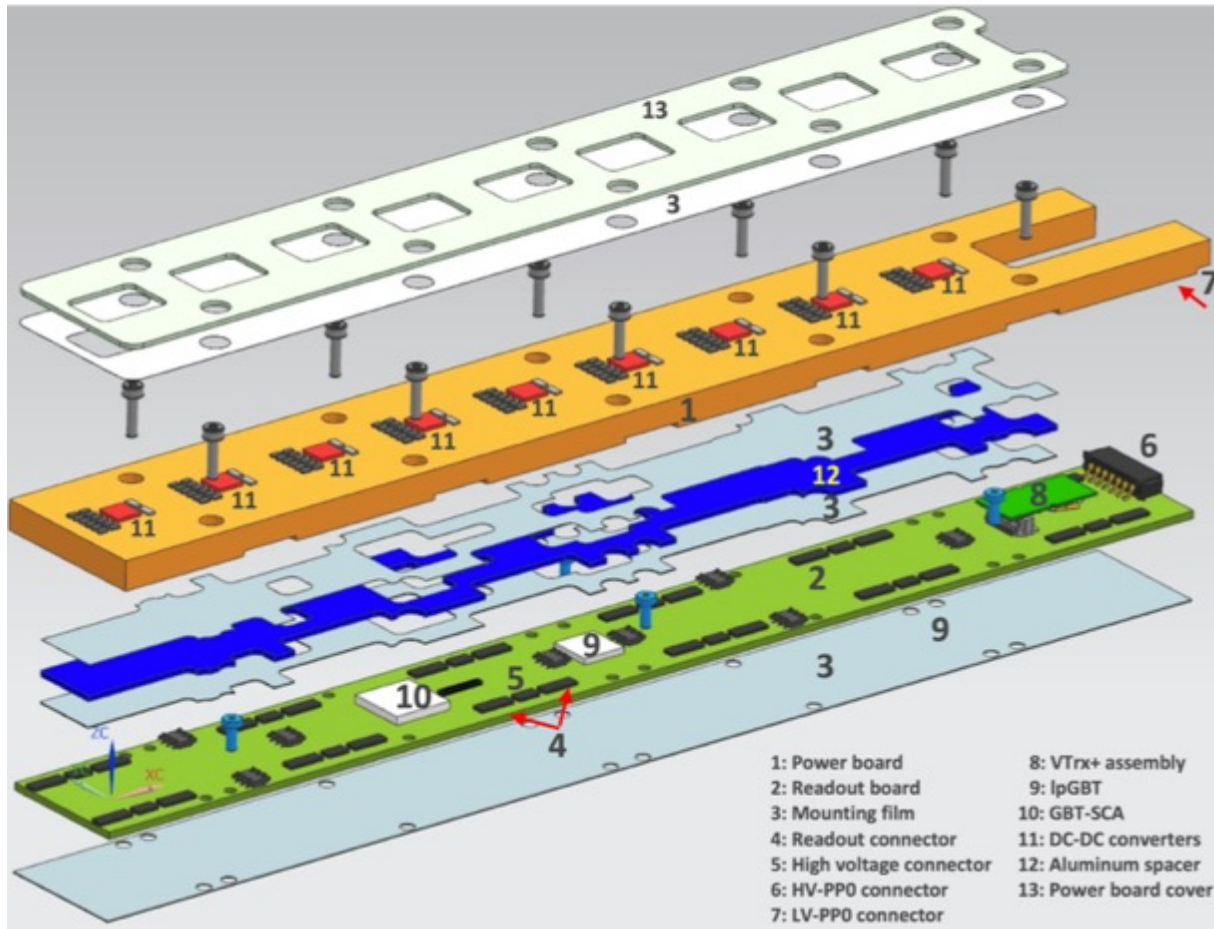 13
3
7
11
11
11
11
11
11
11
11
11
1
3
12
3
6
8
2
9
9
3
10
5
4
ZC
XC
1: Power board
2: Readout board
3: Mounting film
4: Readout connector
5: High voltage connector
6: HV-PP0 connector
7: LV-PP0 connector
8: VTrx+ assembly
9: lpGBT
10: GBT-SCA
11: DC-DC converters
12: Aluminum spacer
13: Power board cover